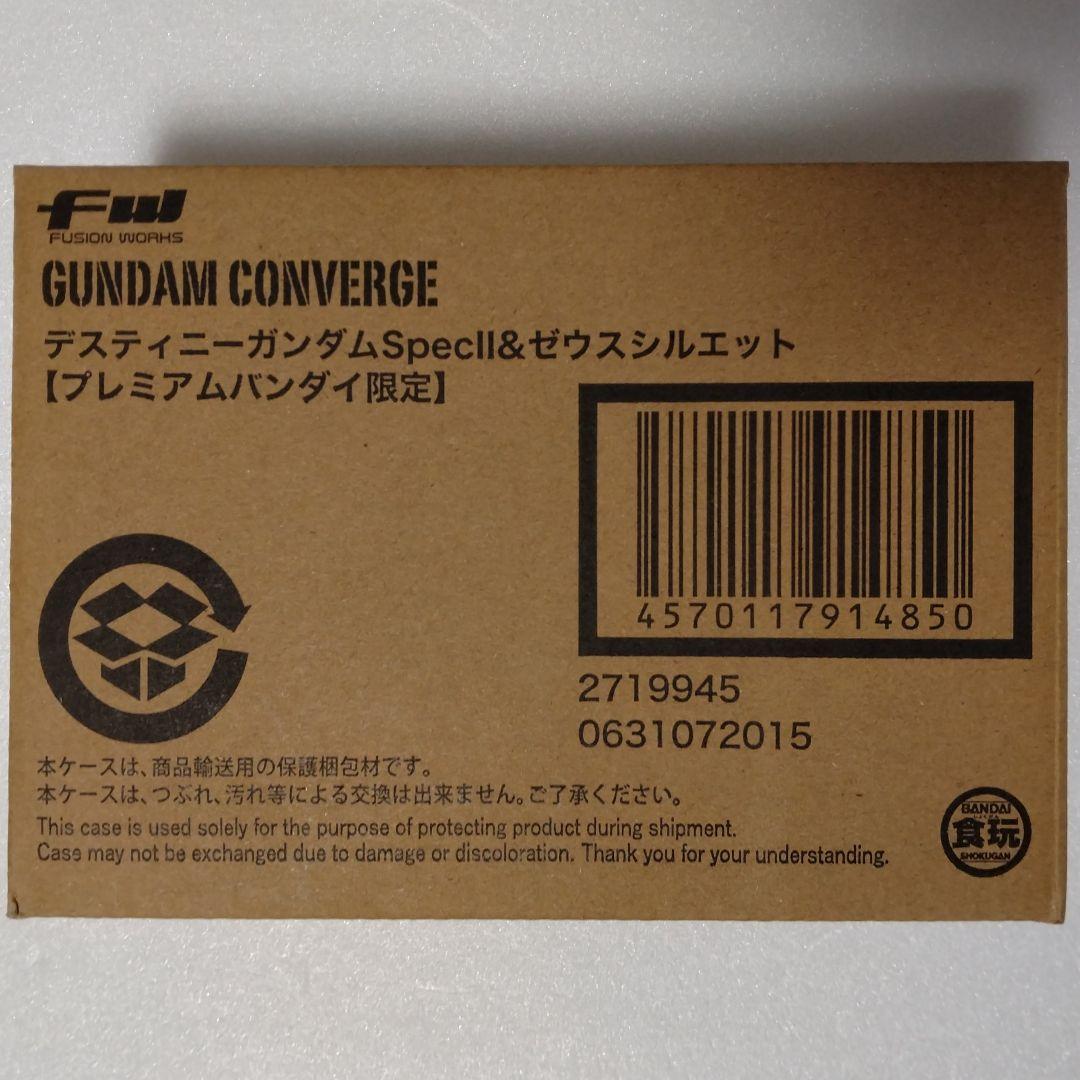 FW
FUSION WORKS
GUNDAM CONVERGE
デスティニーガンダムSpecII&ゼウスシルエット
【プレミアムバンダイ限定】
4570117914850
2719945
0631072015
本ケースは、商品輸送用の保護梱包材です。
本ケースは、つぶれ、汚れ等による交換は出来ません。ご了承ください。
This case is used solely for the purpose of protecting product during shipment.
Case may not be exchanged due to damage or discoloration. Thank you for your understanding.
BANDAI
しょくがん
食玩
SHOKUGAN